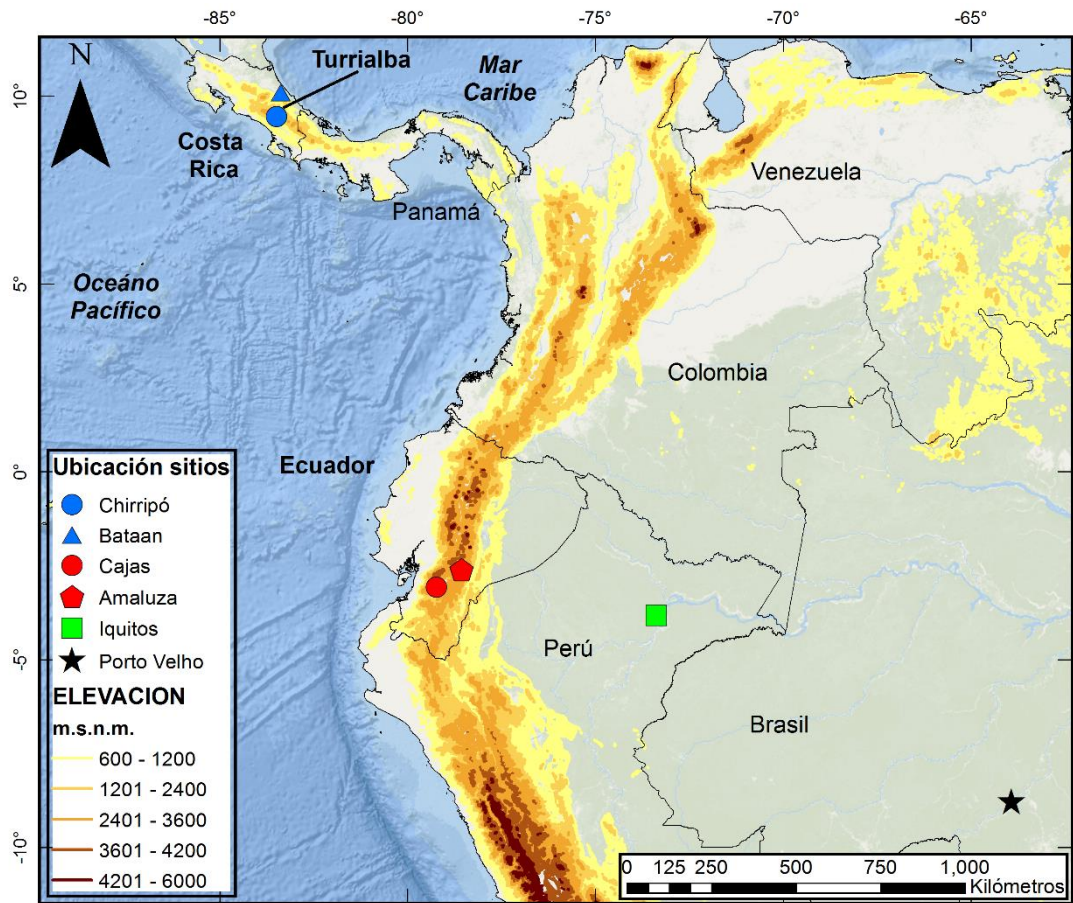 -85° -80° -75° -70° -65°
N
Turrialba
Mar
Caribe
10°
Costa
Rica
Venezuela
Panamá
5°
Oceáno
Pacífico
Colombia
0°
Ecuador
Ubicación sitios
Chirripó
Bataan
Cajas
Amaluza
Iquitos
Porto Velho
-5°
Perú
Brasil
ELEVACION
m.s.n.m.
600 - 1200
1201 - 2400
2401 - 3600
3601 - 4200
4201 - 6000
-10°
0 125 250 500 750 1,000
Kilómetros